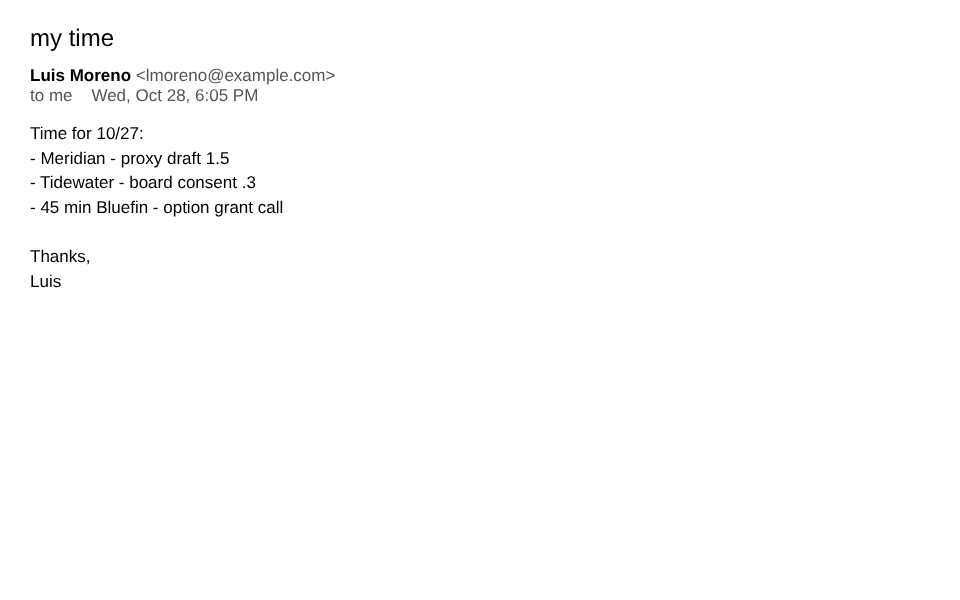 my time
Luis Moreno <lmoreno@example.com>
to me Wed, Oct 28, 6:05 PM
Time for 10/27:
- Meridian - proxy draft 1.5
- Tidewater - board consent .3
- 45 min Bluefin - option grant call
Thanks,
Luis